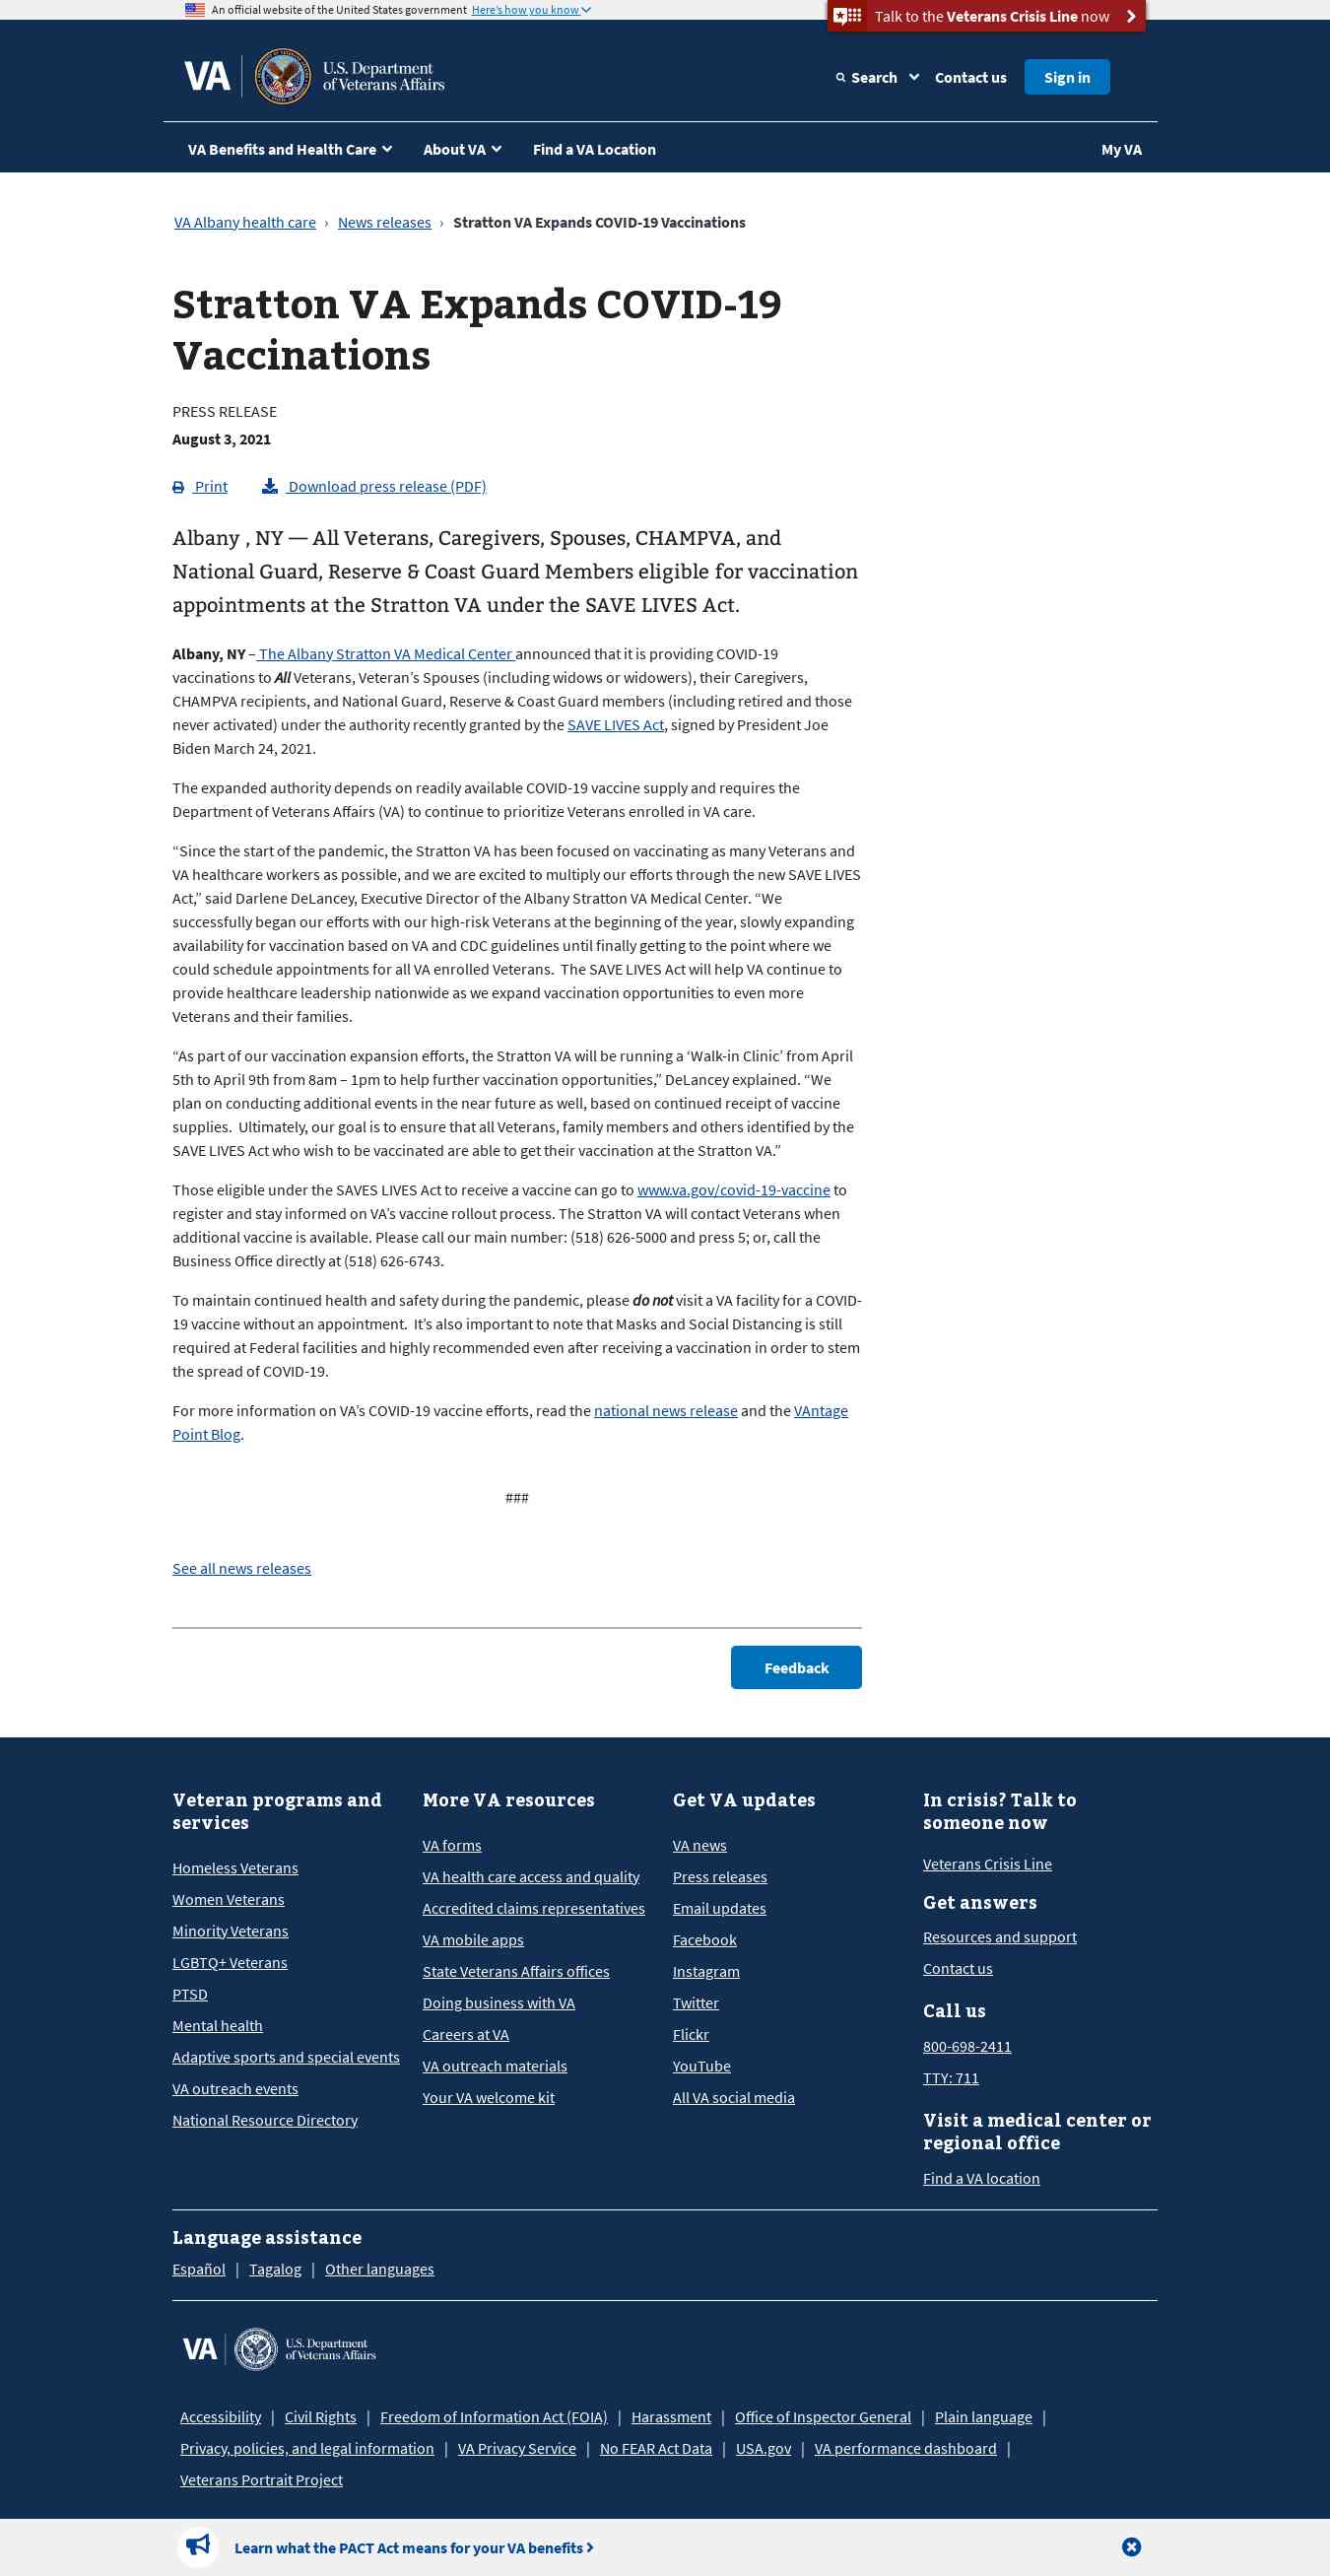 An official website of the United States government Here's how you know
Talk to the Veterans Crisis Line now
VA
U.S. Department
of Veterans Affairs
Search
Contact us
Sign in
VA Benefits and Health Care
About VA
Find a VA Location
My VA
VA Albany health care › News releases › Stratton VA Expands COVID-19 Vaccinations
Stratton VA Expands COVID-19
Vaccinations
PRESS RELEASE
August 3, 2021
Print
Download press release (PDF)
Albany , NY — All Veterans, Caregivers, Spouses, CHAMPVA, and
National Guard, Reserve & Coast Guard Members eligible for vaccination
appointments at the Stratton VA under the SAVE LIVES Act.
Albany, NY – The Albany Stratton VA Medical Center announced that it is providing COVID-19
vaccinations to All Veterans, Veteran’s Spouses (including widows or widowers), their Caregivers,
CHAMPVA recipients, and National Guard, Reserve & Coast Guard members (including retired and those
never activated) under the authority recently granted by the SAVE LIVES Act, signed by President Joe
Biden March 24, 2021.
The expanded authority depends on readily available COVID-19 vaccine supply and requires the
Department of Veterans Affairs (VA) to continue to prioritize Veterans enrolled in VA care.
“Since the start of the pandemic, the Stratton VA has been focused on vaccinating as many Veterans and
VA healthcare workers as possible, and we are excited to multiply our efforts through the new SAVE LIVES
Act,” said Darlene DeLancey, Executive Director of the Albany Stratton VA Medical Center. “We
successfully began our efforts with our high-risk Veterans at the beginning of the year, slowly expanding
availability for vaccination based on VA and CDC guidelines until finally getting to the point where we
could schedule appointments for all VA enrolled Veterans.  The SAVE LIVES Act will help VA continue to
provide healthcare leadership nationwide as we expand vaccination opportunities to even more
Veterans and their families.
“As part of our vaccination expansion efforts, the Stratton VA will be running a ‘Walk-in Clinic’ from April
5th to April 9th from 8am – 1pm to help further vaccination opportunities,” DeLancey explained. “We
plan on conducting additional events in the near future as well, based on continued receipt of vaccine
supplies.  Ultimately, our goal is to ensure that all Veterans, family members and others identified by the
SAVE LIVES Act who wish to be vaccinated are able to get their vaccination at the Stratton VA.”
Those eligible under the SAVES LIVES Act to receive a vaccine can go to www.va.gov/covid-19-vaccine to
register and stay informed on VA’s vaccine rollout process. The Stratton VA will contact Veterans when
additional vaccine is available. Please call our main number: (518) 626-5000 and press 5; or, call the
Business Office directly at (518) 626-6743.
To maintain continued health and safety during the pandemic, please do not visit a VA facility for a COVID-
19 vaccine without an appointment.  It’s also important to note that Masks and Social Distancing is still
required at Federal facilities and highly recommended even after receiving a vaccination in order to stem
the spread of COVID-19.
For more information on VA’s COVID-19 vaccine efforts, read the national news release and the VAntage
Point Blog.
###
See all news releases
Feedback
Veteran programs and
services
Homeless Veterans
Women Veterans
Minority Veterans
LGBTQ+ Veterans
PTSD
Mental health
Adaptive sports and special events
VA outreach events
National Resource Directory
More VA resources
VA forms
VA health care access and quality
Accredited claims representatives
VA mobile apps
State Veterans Affairs offices
Doing business with VA
Careers at VA
VA outreach materials
Your VA welcome kit
Get VA updates
VA news
Press releases
Email updates
Facebook
Instagram
Twitter
Flickr
YouTube
All VA social media
In crisis? Talk to
someone now
Veterans Crisis Line
Get answers
Resources and support
Contact us
Call us
800-698-2411
TTY: 711
Visit a medical center or
regional office
Find a VA location
Language assistance
Español | Tagalog | Other languages
VA
U.S. Department
of Veterans Affairs
Accessibility | Civil Rights | Freedom of Information Act (FOIA) | Harassment | Office of Inspector General | Plain language |
Privacy, policies, and legal information | VA Privacy Service | No FEAR Act Data | USA.gov | VA performance dashboard |
Veterans Portrait Project
Learn what the PACT Act means for your VA benefits